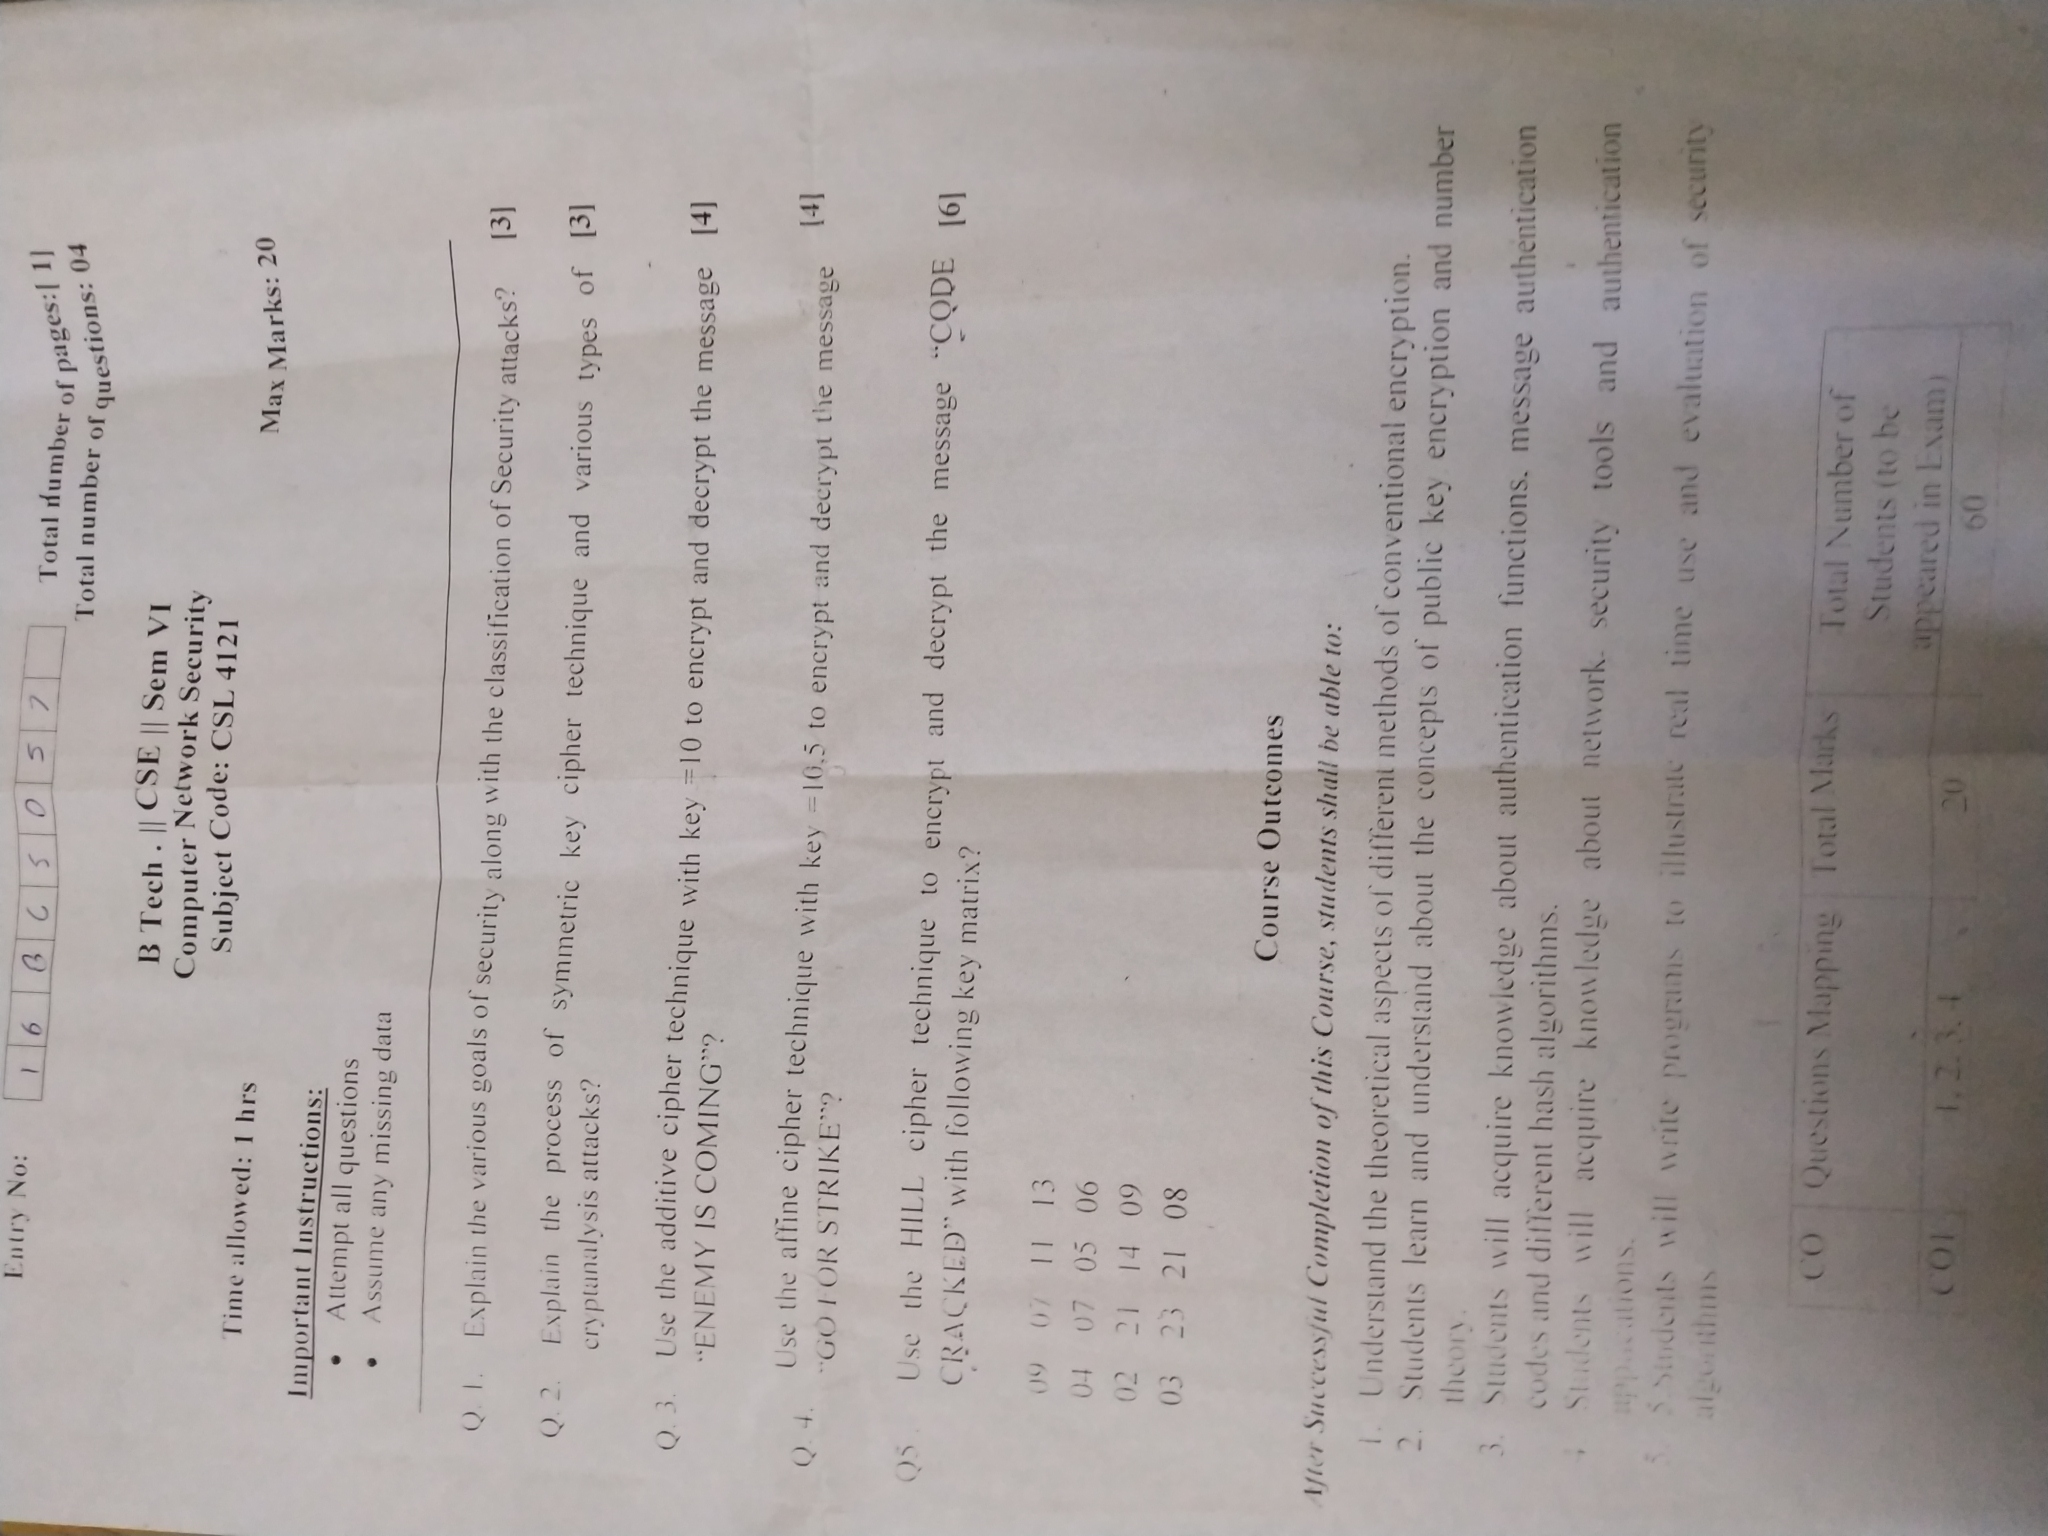 Entry No: 1 6 B C S 0 5 7
Total number of pages:[ 1]
Total number of questions: 04
B Tech . || CSE || Sem VI
Computer Network Security
Subject Code: CSL 4121
Time allowed: 1 hrs
Max Marks: 20
Important Instructions:
• Attempt all questions
• Assume any missing data
Q. 1. Explain the various goals of security along with the classification of Security attacks? [3]
Q. 2. Explain the process of symmetric key cipher technique and various types of [3]
cryptanalysis attacks?
Q. 3. Use the additive cipher technique with key =10 to encrypt and decrypt the message [4]
“ENEMY IS COMING”?
Q. 4. Use the affine cipher technique with key =10,5 to encrypt and decrypt the message [4]
“GO FOR STRIKE”?
Q5. Use the HILL cipher technique to encrypt and decrypt the message “CODE [6]
CRACKED” with following key matrix?
09 07 11 13
04 07 05 06
02 21 14 09
03 23 21 08
Course Outcomes
After Successful Completion of this Course, students shall be able to:
1. Understand the theoretical aspects of different methods of conventional encryption.
2. Students learn and understand about the concepts of public key encryption and number
theory.
3. Students will acquire knowledge about authentication functions, message authentication
codes and different hash algorithms.
4. Students will acquire knowledge about network security tools and authentication
applications.
5. 5.Students will write programs to illustrate real time use and evaluation of security
algorithms
CO Questions Mapping Total Marks Total Number of
Students (to be
appeared in Exam)
CO1 1, 2, 3, 4 20 60